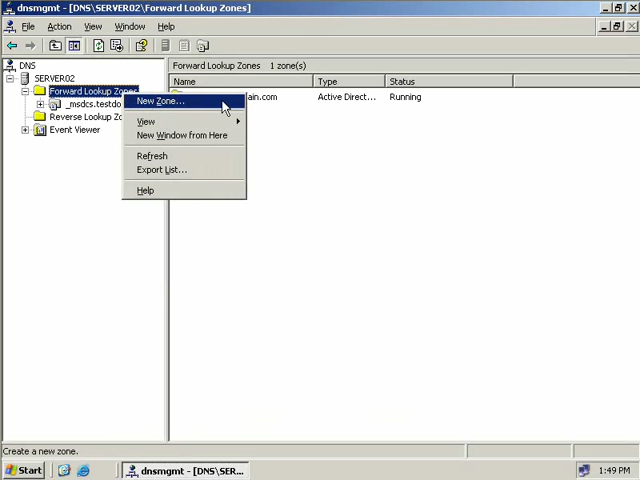 dnsmgmt - [DNS\SERVER02\Forward Lookup Zones]
File Action View Window Help
DNS
SERVER02
Forward Lookup Zones
_msdcs.testdo
Reverse Lookup Zo
Event Viewer
Forward Lookup Zones 1 zone(s)
Name Type Status
ain.com Active Direct... Running
New Zone...
View
New Window from Here
Refresh
Export List...
Help
Create a new zone.
Start dnsmgmt - [DNS\SER... 1:49 PM